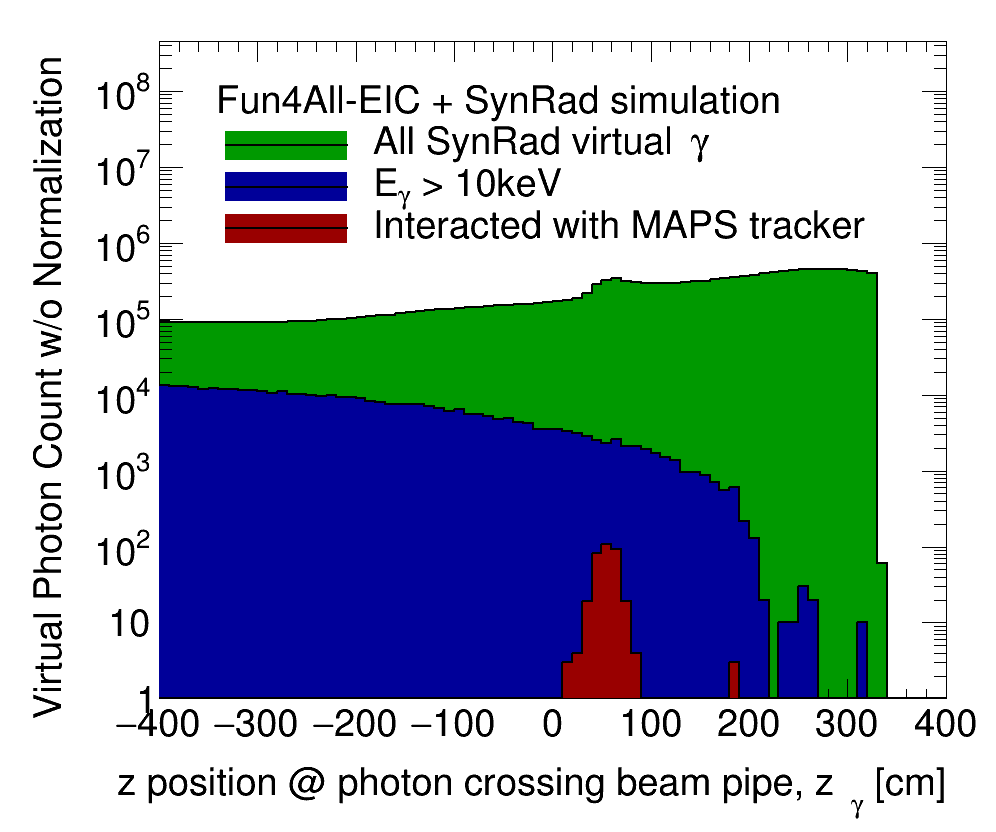 Fun4All-EIC + SynRad simulation
All SynRad virtual γ
Eγ > 10keV
Interacted with MAPS tracker
Virtual Photon Count w/o Normalization
10^8
10^7
10^6
10^5
10^4
10^3
10^2
10
1
−400 −300 −200 −100 0 100 200 300 400
z position @ photon crossing beam pipe, z γ [cm]